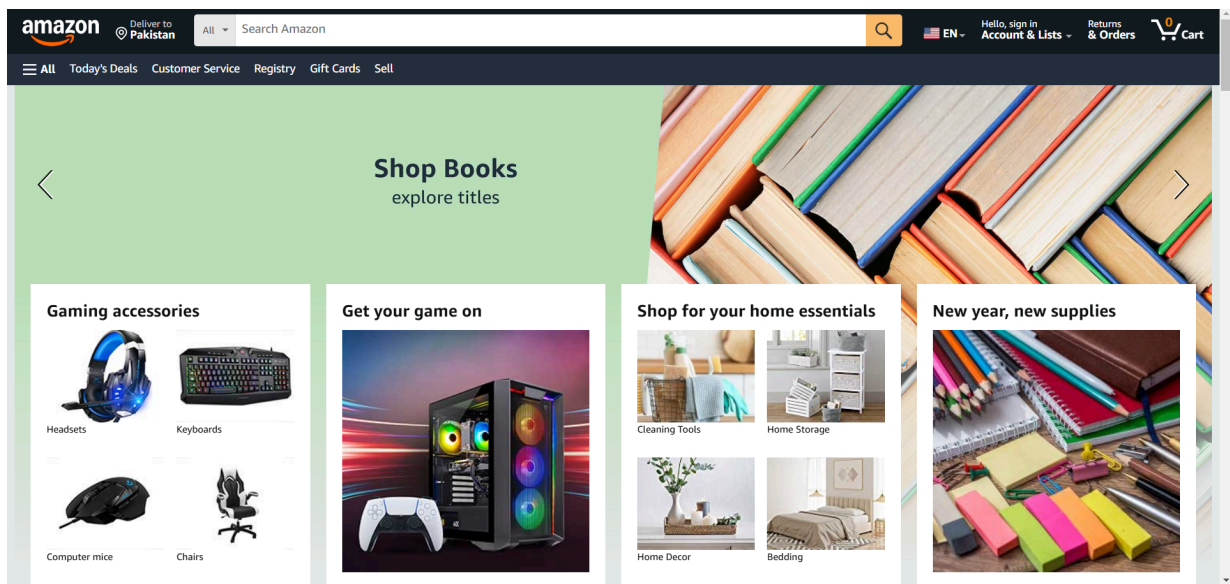 amazon
Deliver to
Pakistan
All
Search Amazon
EN
Hello, sign in
Account & Lists
Returns
& Orders
0
Cart
All
Today's Deals
Customer Service
Registry
Gift Cards
Sell
Shop Books
explore titles
Gaming accessories
Headsets
Keyboards
Computer mice
Chairs
Get your game on
Shop for your home essentials
Cleaning Tools
Home Storage
Home Decor
Bedding
New year, new supplies